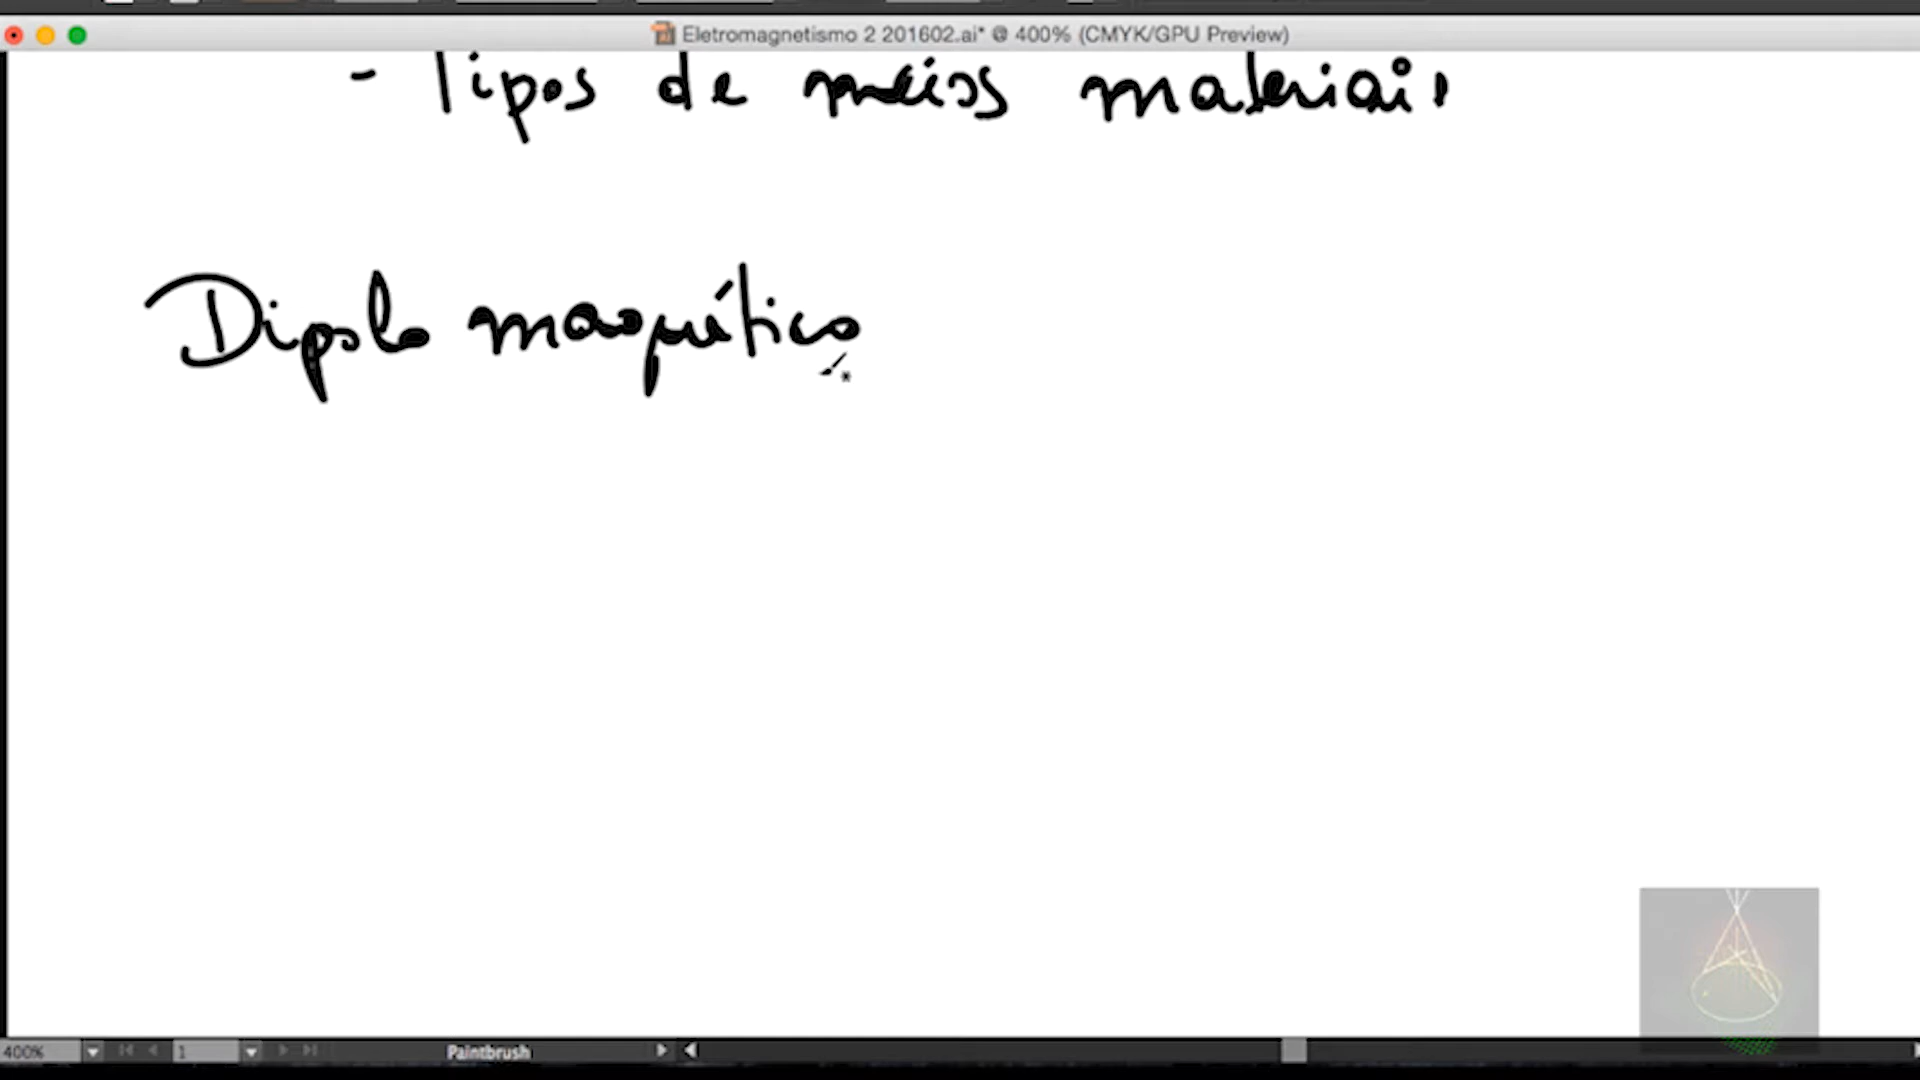 Eletromagnetismo 2 201602.ai* @ 400% (CMYK/GPU Preview)
- Tipos de meios materiais
Dipolo magnético
400%
1
Paintbrush